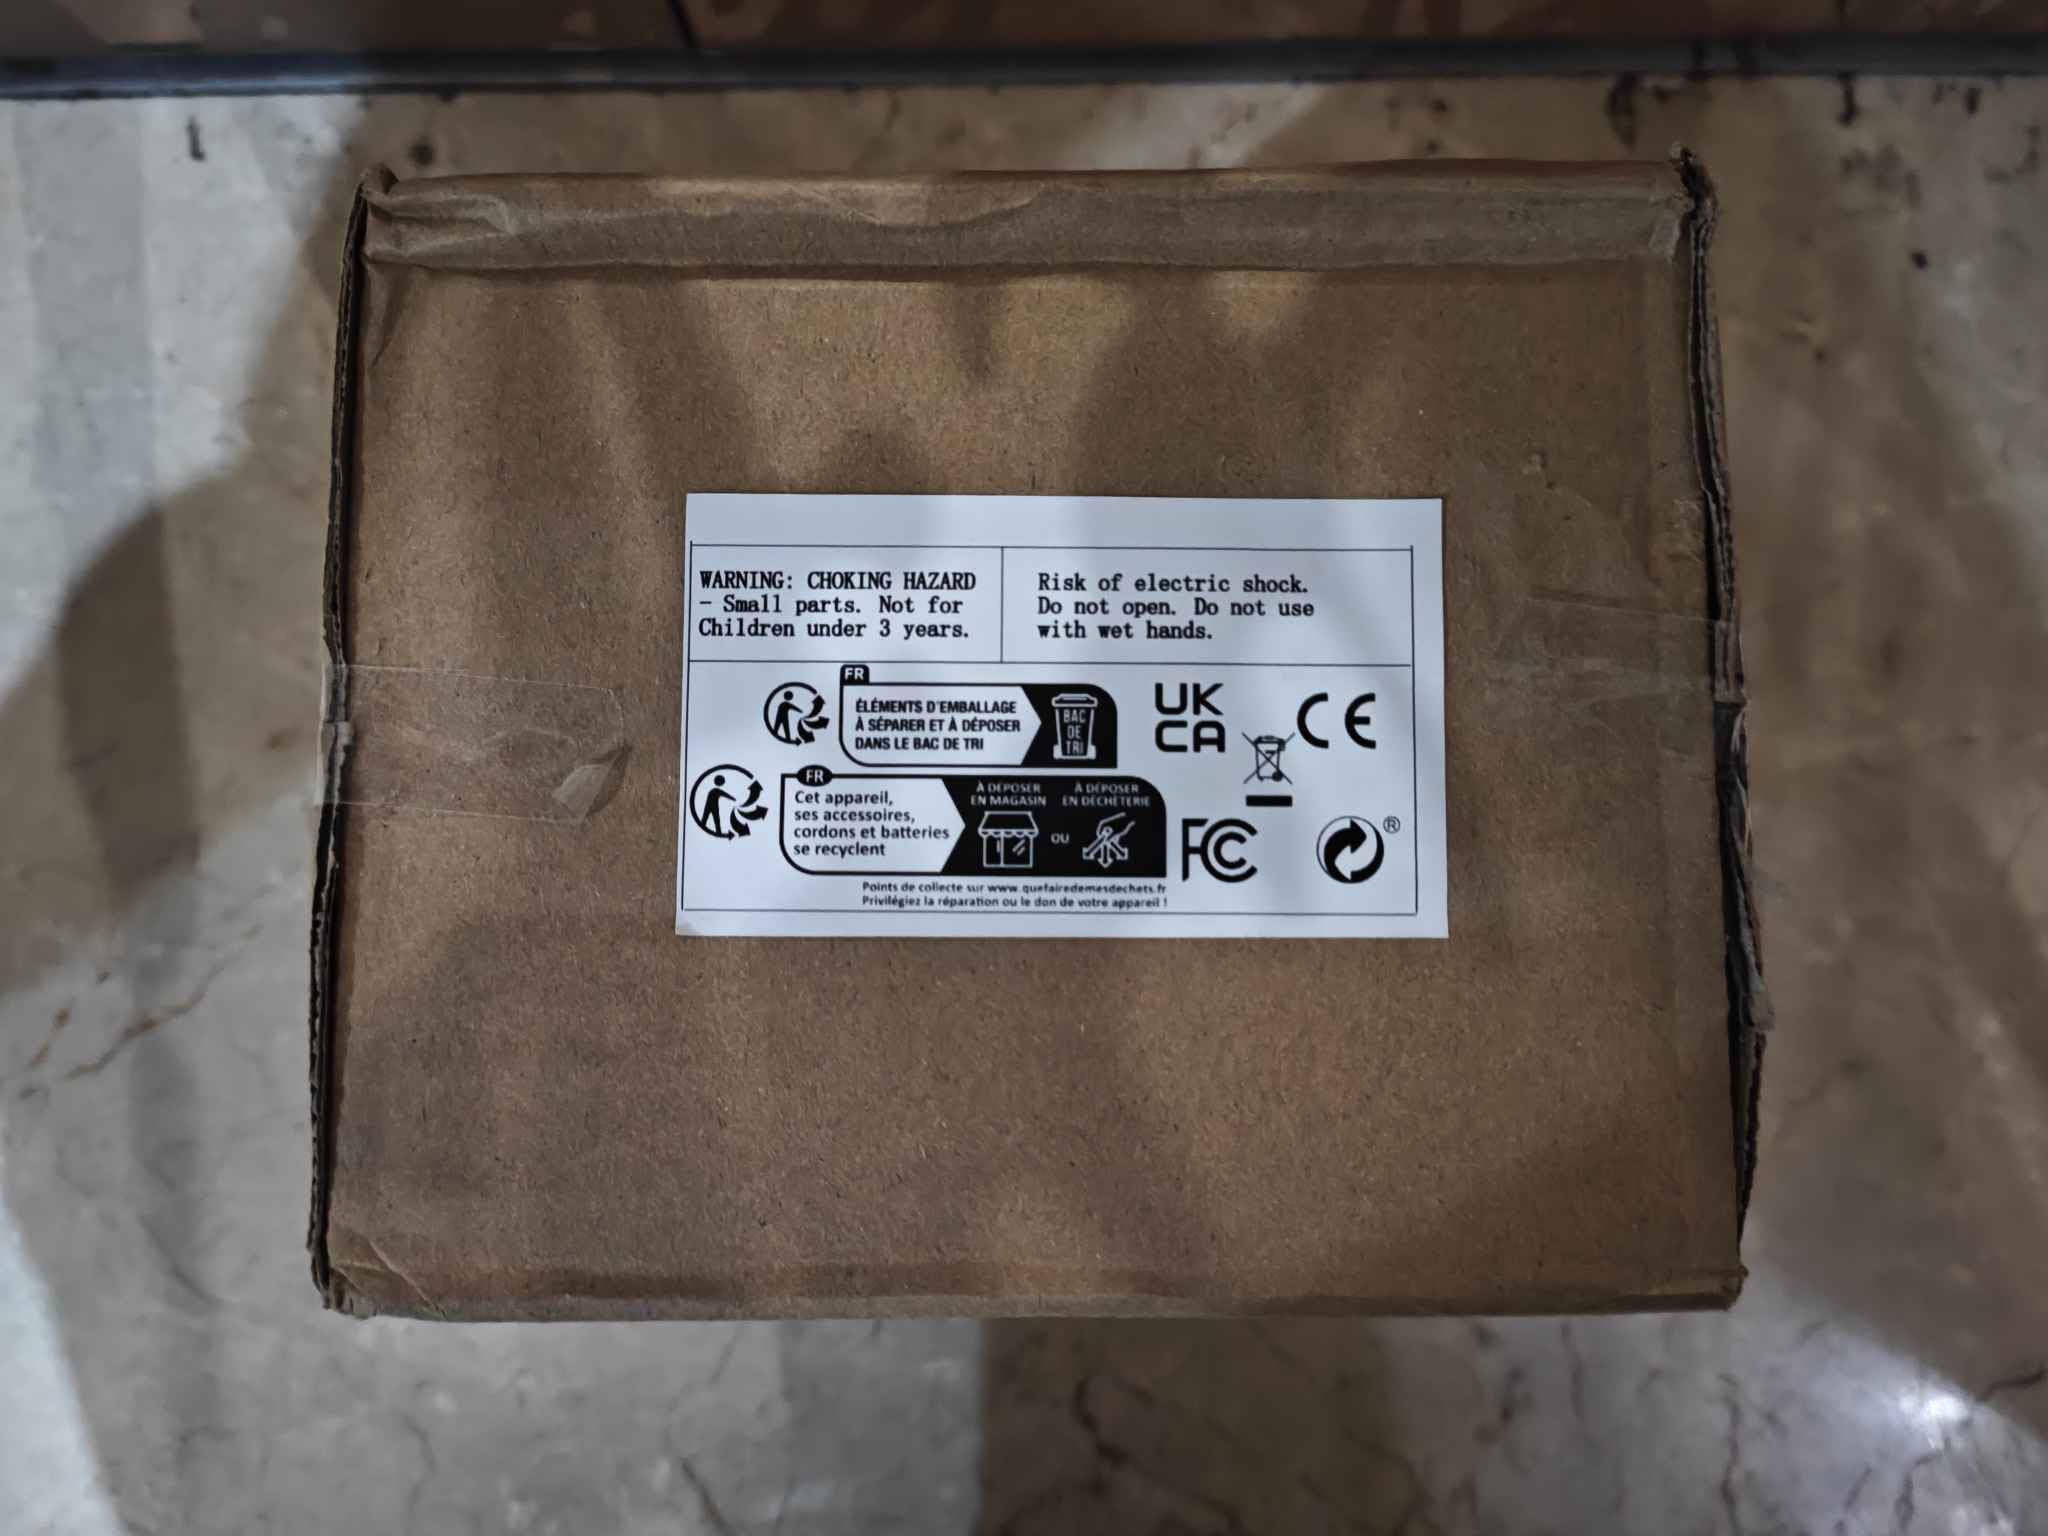 WARNING: CHOKING HAZARD
- Small parts. Not for
Children under 3 years.
Risk of electric shock.
Do not open. Do not use
with wet hands.
FR
ÉLÉMENTS D'EMBALLAGE
À SÉPARER ET À DÉPOSER
DANS LE BAC DE TRI
BAC
DE
TRI
UK
CA
CE
FR
Cet appareil,
ses accessoires,
cordons et batteries
se recyclent
À DÉPOSER
EN MAGASIN
OU
À DÉPOSER
EN DÉCHÈTERIE
FC
®
Points de collecte sur www.quefairedemesdechets.fr
Privilégiez la réparation ou le don de votre appareil !